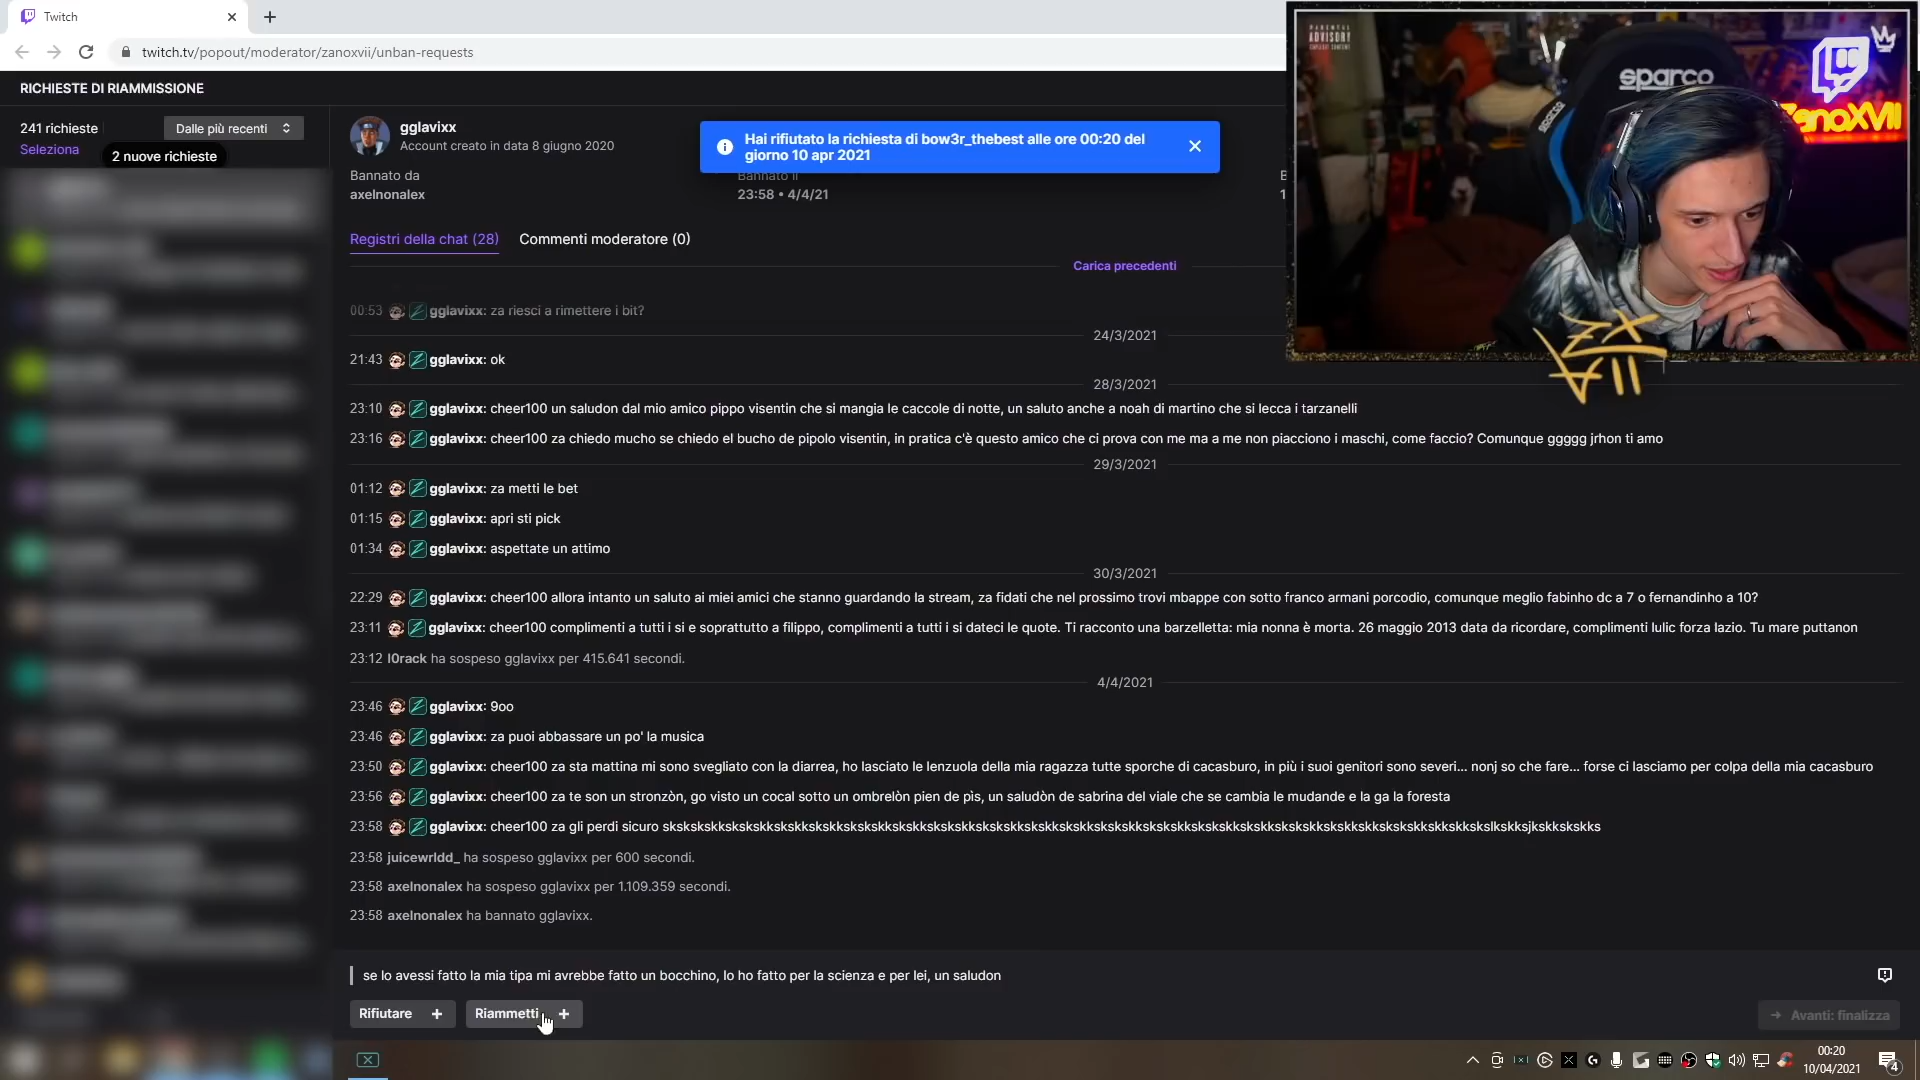 Twitch
twitch.tv/popout/moderator/zanoxvii/unban-requests
RICHIESTE DI RIAMMISSIONE
241 richieste
Dalle più recenti
Seleziona
2 nuove richieste
gglavixx
Account creato in data 8 giugno 2020
Hai rifiutato la richiesta di bow3r_thebest alle ore 00:20 del
giorno 10 apr 2021
Bannato da
axelnonalex
Bannato il
23:58 • 4/4/21
Registri della chat (28)
Commenti moderatore (0)
Carica precedenti
00:53 gglavixx: za riesci a rimettere i bit?
24/3/2021
21:43 gglavixx: ok
28/3/2021
23:10 gglavixx: cheer100 un saludon dal mio amico pippo visentin che si mangia le caccole di notte, un saluto anche a noah di martino che si lecca i tarzanelli
23:16 gglavixx: cheer100 za chiedo mucho se chiedo el bucho de pipolo visentin, in pratica c'è questo amico che ci prova con me ma a me non piacciono i maschi, come faccio? Comunque ggggg jrhon ti amo
29/3/2021
01:12 gglavixx: za metti le bet
01:15 gglavixx: apri sti pick
01:34 gglavixx: aspettate un attimo
30/3/2021
22:29 gglavixx: cheer100 allora intanto un saluto ai miei amici che stanno guardando la stream, za fidati che nel prossimo trovi mbappe con sotto franco armani porcodio, comunque meglio fabinho dc a 7 o fernandinho a 10?
23:11 gglavixx: cheer100 complimenti a tutti i si e soprattutto a filippo, complimenti a tutti i si dateci le quote. Ti racconto una barzelletta: mia nonna è morta. 26 maggio 2013 data da ricordare, complimenti lulic forza lazio. Tu mare puttanon
23:12 l0rack ha sospeso gglavixx per 415.641 secondi.
4/4/2021
23:46 gglavixx: 9oo
23:46 gglavixx: za puoi abbassare un po' la musica
23:50 gglavixx: cheer100 za sta mattina mi sono svegliato con la diarrea, ho lasciato le lenzuola della mia ragazza tutte sporche di cacasburo, in più i suoi genitori sono severi... nonj so che fare... forse ci lasciamo per colpa della mia cacasburo
23:56 gglavixx: cheer100 za te son un stronzòn, go visto un cocal sotto un ombrelòn pien de pìs, un saludòn de sabrina del viale che se cambia le mudande e la ga la foresta
23:58 gglavixx: cheer100 za gli perdi sicuro
23:58 juicewrldd_ ha sospeso gglavixx per 600 secondi.
23:58 axelnonalex ha sospeso gglavixx per 1.109.359 secondi.
23:58 axelnonalex ha bannato gglavixx.
se lo avessi fatto la mia tipa mi avrebbe fatto un bocchino, lo ho fatto per la scienza e per lei, un saludon
Rifiutare +
Riammetti +
Avanti: finalizza
00:20
10/04/2021
4
PARENTAL
ADVISORY
EXPLICIT CONTENT
sparco
ZanoXVII
ZX
VII